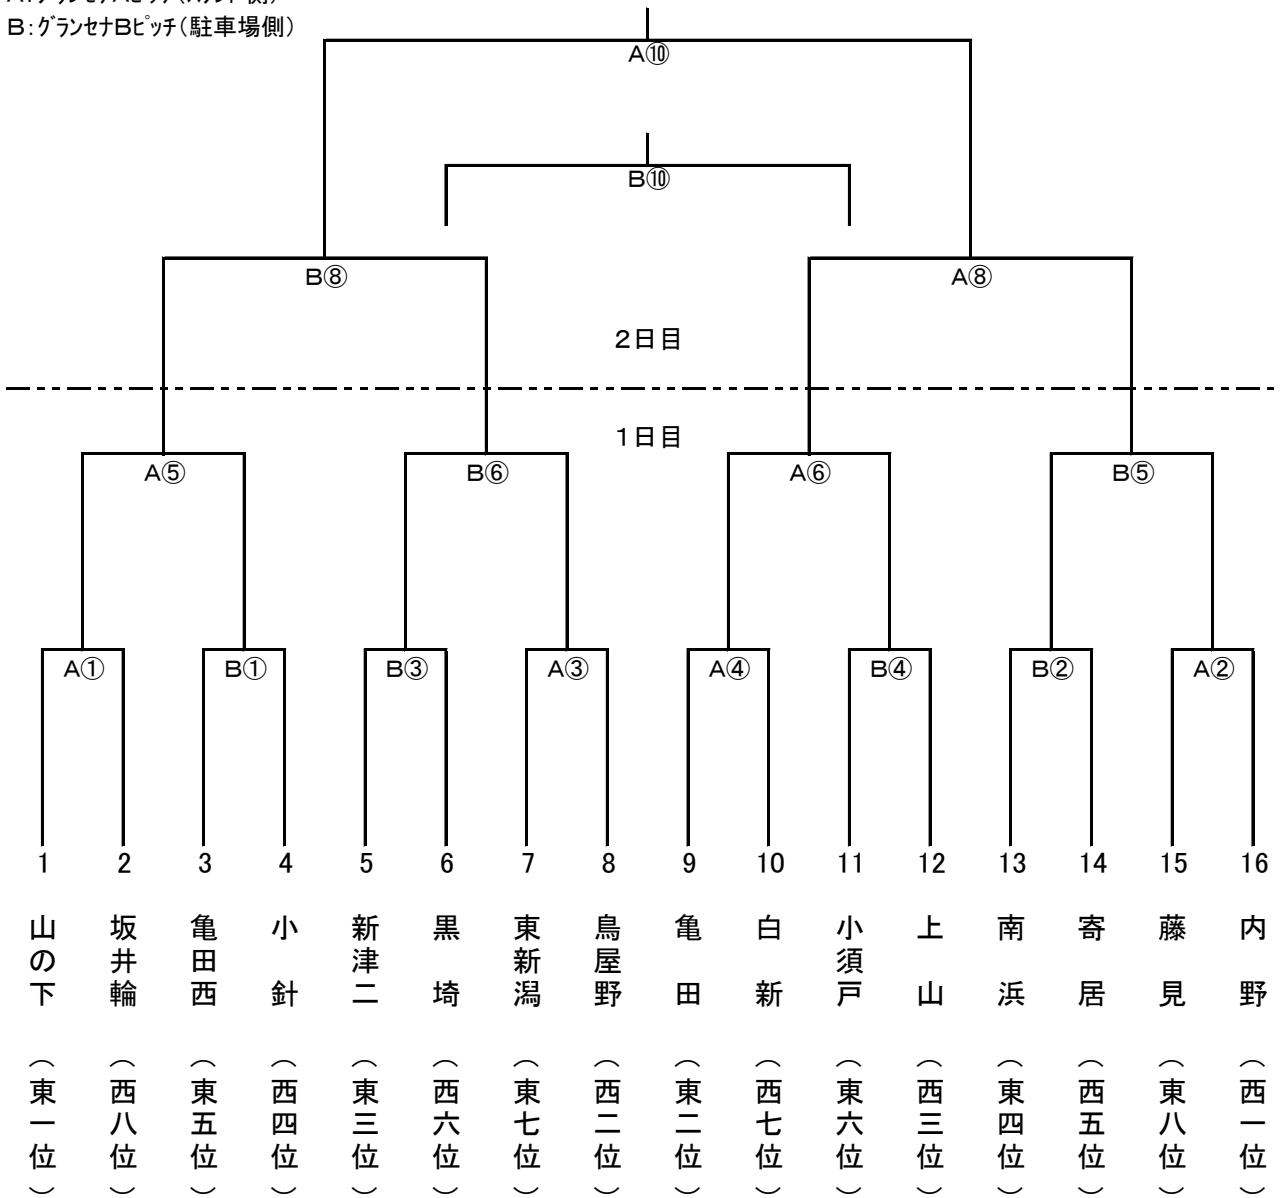 B:グランセナBピッチ(駐車場側)
A⑩
B⑩
B⑧ A⑧
2日目
1日目
A⑤ B⑥ A⑥ B⑤
A① B① B③ A③ A④ B④ B② A②
1 2 3 4 5 6 7 8 9 10 11 12 13 14 15 16
山の下
坂井輪
亀田西
小針
新津二
黒埼
東新潟
鳥屋野
亀田
白新
小須戸
上山
南浜
寄居
藤見
内野
(東一位)
(西八位)
(東五位)
(西四位)
(東三位)
(西六位)
(東七位)
(西二位)
(東二位)
(西七位)
(東六位)
(西三位)
(東四位)
(西五位)
(東八位)
(西一位)